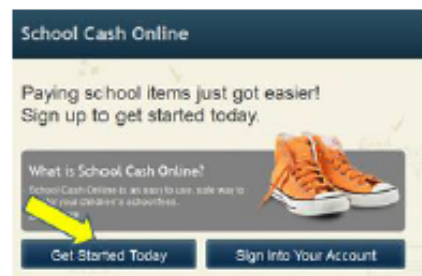 School Cash Online
Paying school items just got easier!
Sign up to get started today.
What is School Cash Online?
School Cash Online is an easy to use, safe way to
your children's school fees.
Get Started Today
Sign Into Your Account